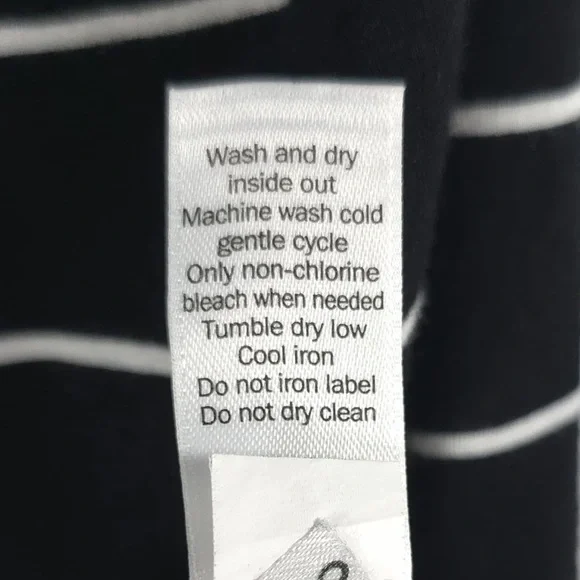 Wash and dry
inside out
Machine wash cold
gentle cycle
Only non-chlorine
bleach when needed
Tumble dry low
Cool iron
Do not iron label
Do not dry clean